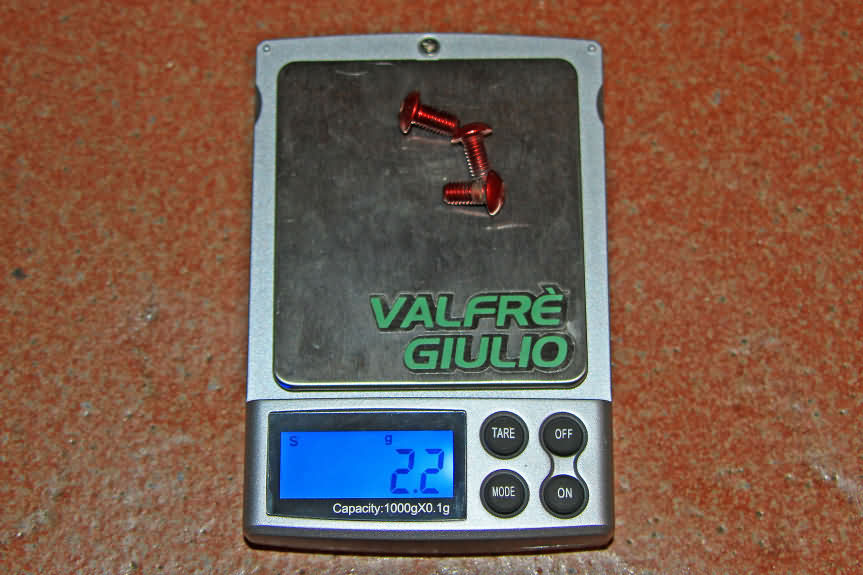 VALFRÈ
GIULIO
S g
2.2
Capacity:1000gX0.1g
TARE OFF
MODE ON